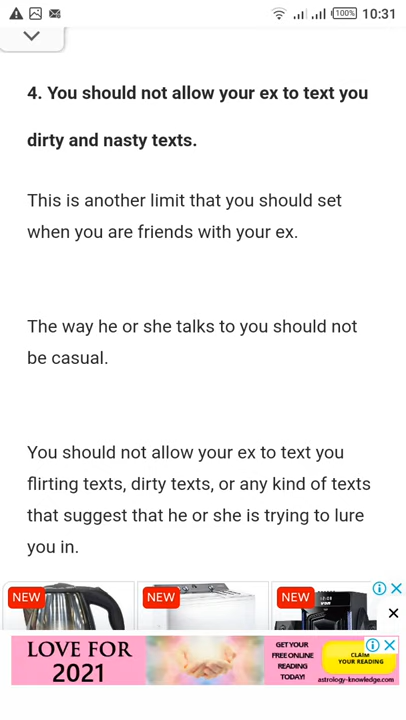 100% 10:31
4. You should not allow your ex to text you
dirty and nasty texts.
This is another limit that you should set
when you are friends with your ex.
The way he or she talks to you should not
be casual.
You should not allow your ex to text you
flirting texts, dirty texts, or any kind of texts
that suggest that he or she is trying to lure
you in.
NEW NEW NEW
LOVE FOR
2021
GET YOUR
FREE ONLINE
READING
TODAY!
CLAIM
YOUR READING
astrology-knowledge.com